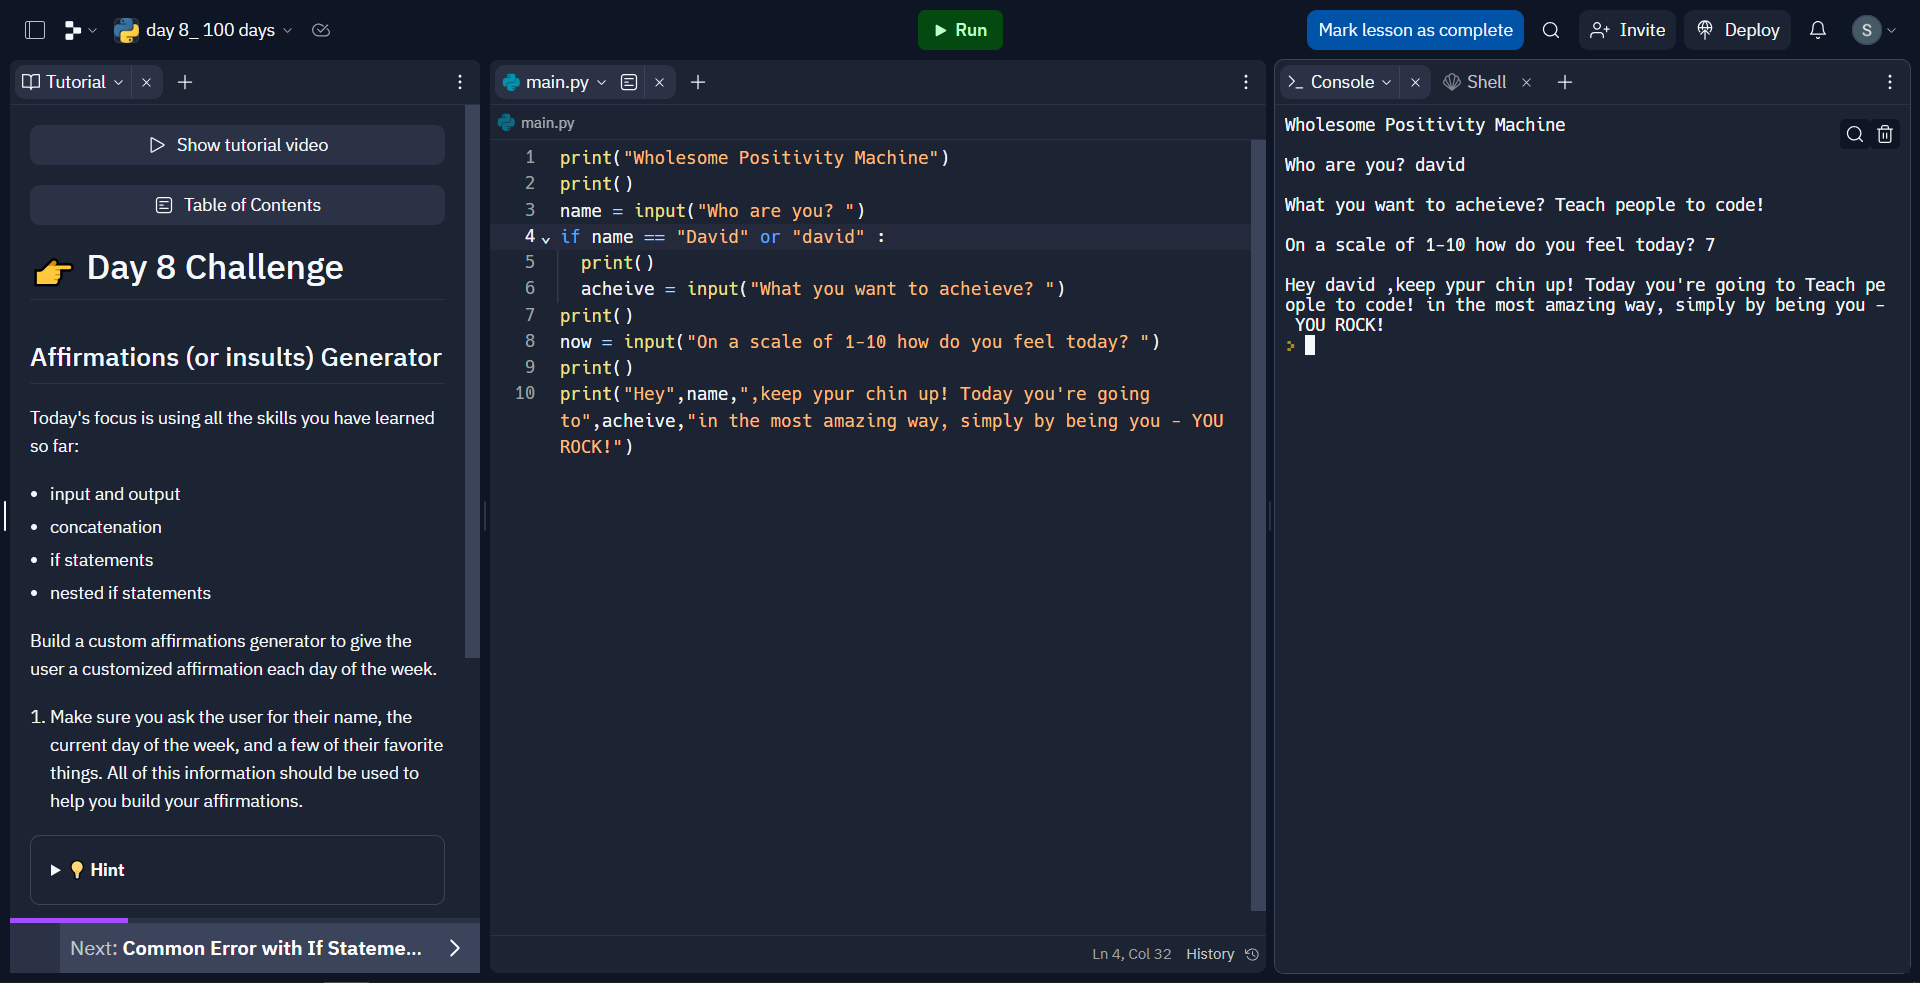 day 8_ 100 days
Run
Mark lesson as complete
Invite
Deploy
S
Tutorial
Show tutorial video
Table of Contents
👉 Day 8 Challenge
Affirmations (or insults) Generator
Today's focus is using all the skills you have learned
so far:
• input and output
• concatenation
• if statements
• nested if statements
Build a custom affirmations generator to give the
user a customized affirmation each day of the week.
1. Make sure you ask the user for their name, the
current day of the week, and a few of their favorite
things. All of this information should be used to
help you build your affirmations.
💡 Hint
Next: Common Error with If Stateme...
main.py
main.py
1 print("Wholesome Positivity Machine")
2 print()
3 name = input("Who are you? ")
4 if name == "David" or "david" :
5 print()
6 acheive = input("What you want to acheieve? ")
7 print()
8 now = input("On a scale of 1-10 how do you feel today? ")
9 print()
10 print("Hey",name,",keep ypur chin up! Today you're going
to",acheive,"in the most amazing way, simply by being you - YOU
ROCK!")
Ln 4, Col 32 History
Console
Shell
Wholesome Positivity Machine
Who are you? david
What you want to acheieve? Teach people to code!
On a scale of 1-10 how do you feel today? 7
Hey david ,keep ypur chin up! Today you're going to Teach pe
ople to code! in the most amazing way, simply by being you -
YOU ROCK!